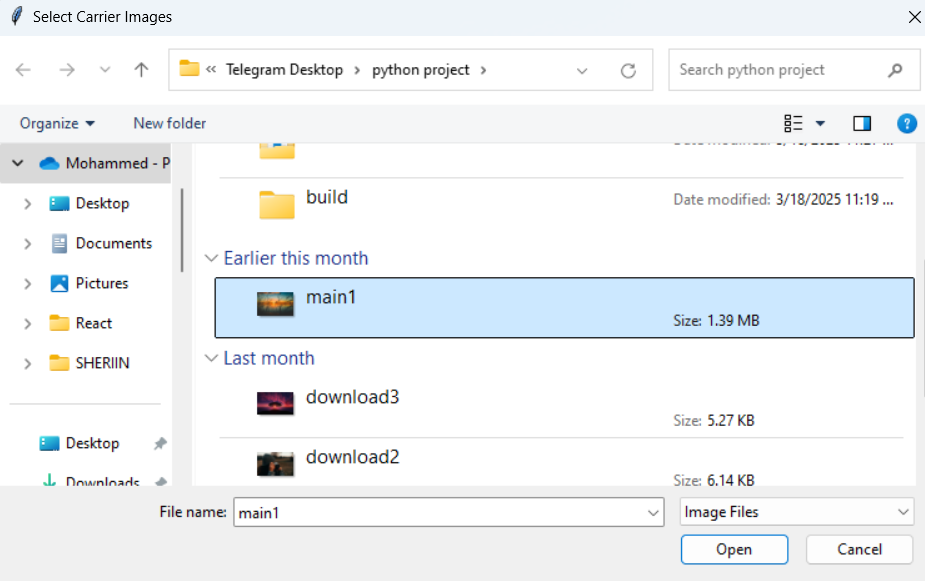 Select Carrier Images
« Telegram Desktop > python project >
Search python project
Organize
New folder
Mohammed - P
Desktop
Documents
Pictures
React
SHERIIN
Desktop
Downloads
build
Date modified: 3/18/2025 11:19 ...
Earlier this month
main1
Size: 1.39 MB
Last month
download3
Size: 5.27 KB
download2
Size: 6.14 KB
File name: main1
Image Files
Open
Cancel